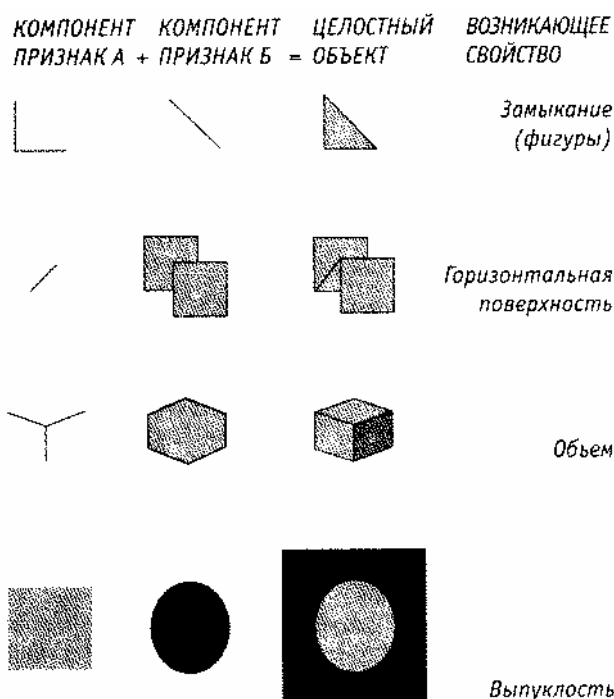 КОМПОНЕНТ КОМПОНЕНТ ЦЕЛОСТНЫЙ ВОЗНИКАЮЩЕЕ
ПРИЗНАК А + ПРИЗНАК Б = ОБЪЕКТ СВОЙСТВО
Замыкание
(фигуры)
Горизонтальная
поверхность
Объем
Выпуклость